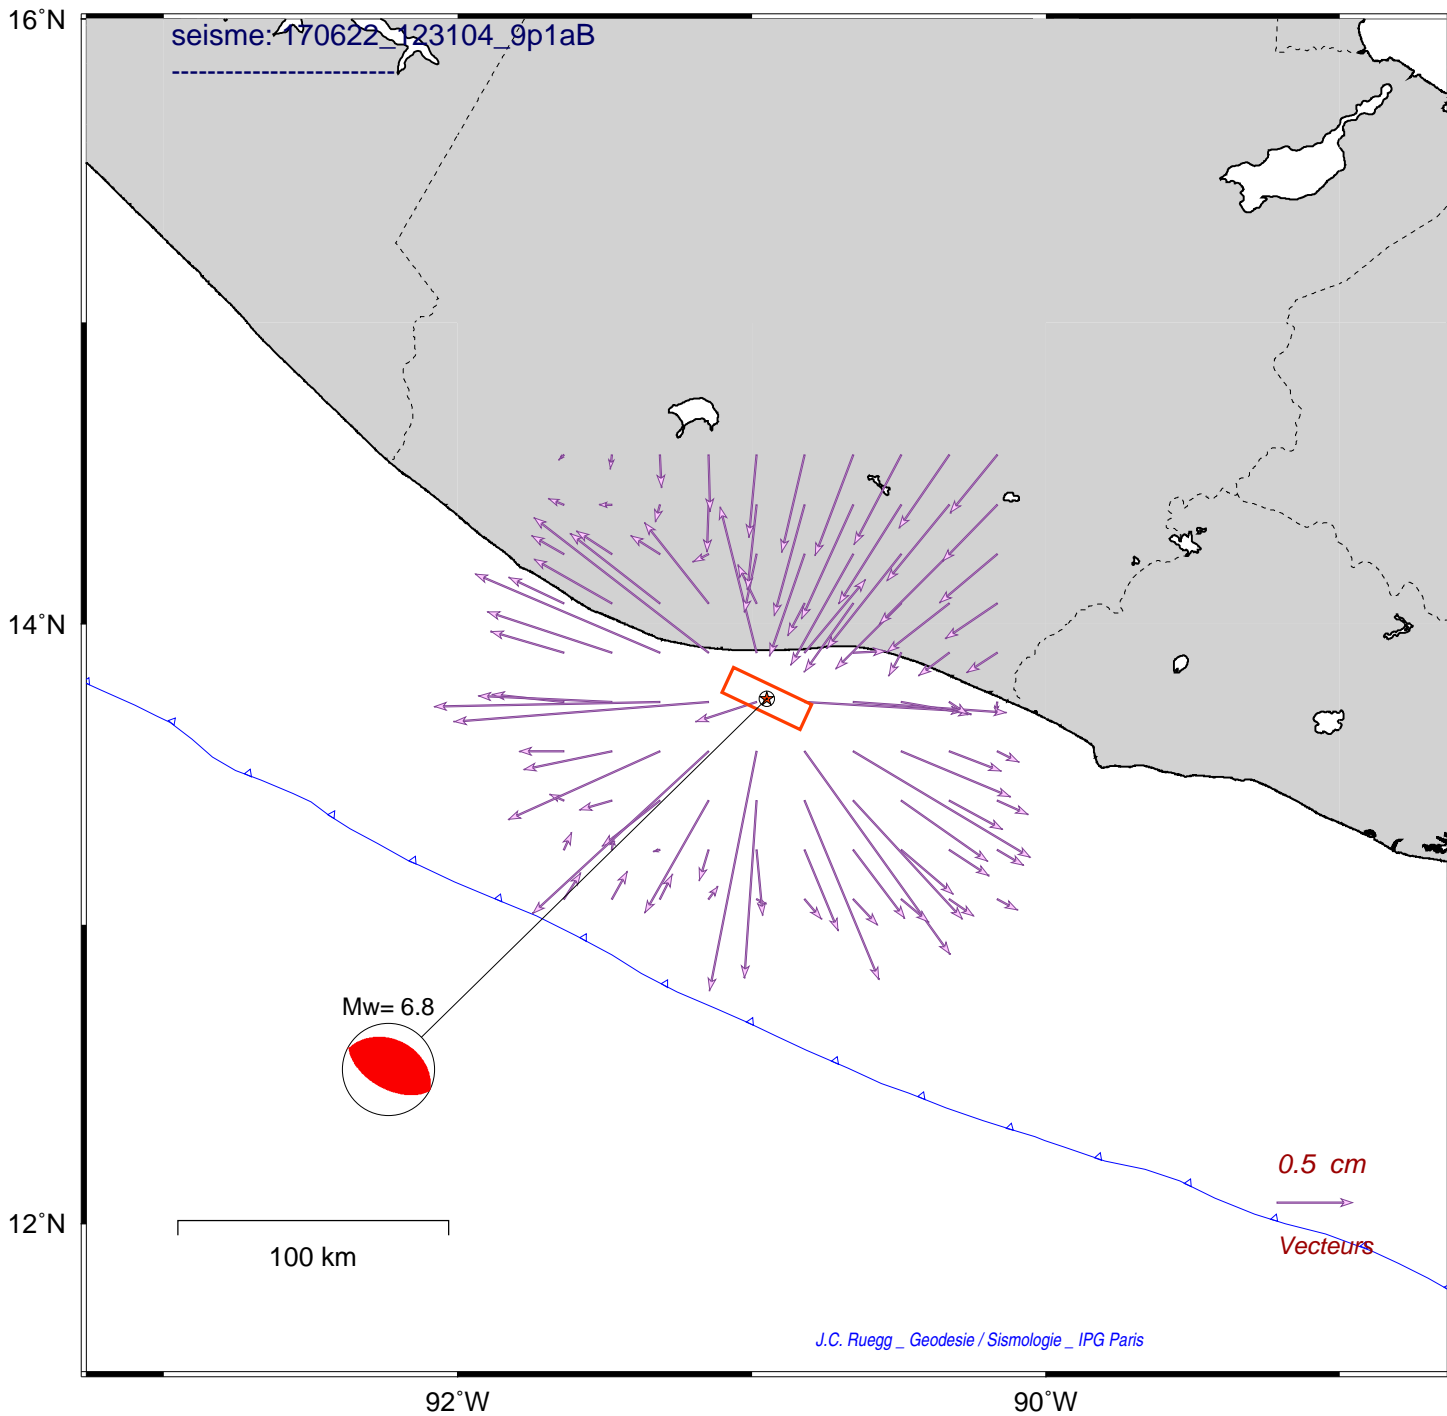 16°N
seisme: 170622_123104_9p1aB
----------------------------
14°N
Mw= 6.8
0.5 cm
12°N
100 km
Vecteurs
J.C. Ruegg _ Geodesie / Sismologie _ IPG Paris
92°W
90°W